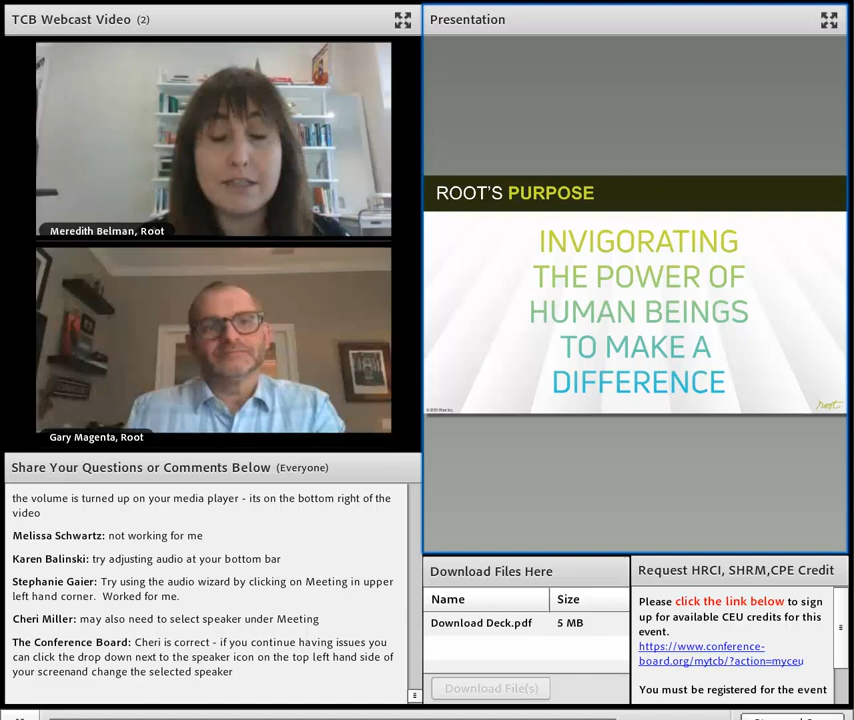 TCB Webcast Video (2)
Meredith Belman, Root
Gary Magenta, Root
Share Your Questions or Comments Below (Everyone)
the volume is turned up on your media player - its on the bottom right of the
video
Melissa Schwartz: not working for me
Karen Balinski: try adjusting audio at your bottom bar
Stephanie Gaier: Try using the audio wizard by clicking on Meeting in upper
left hand corner. Worked for me.
Cheri Miller: may also need to select speaker under Meeting
The Conference Board: Cheri is correct - if you continue having issues you
can click the drop down next to the speaker icon on the top left hand side of
your screenand change the selected speaker
Presentation
ROOT'S PURPOSE
INVIGORATING
THE POWER OF
HUMAN BEINGS
TO MAKE A
DIFFERENCE
root
Download Files Here
Name Size
Download Deck.pdf 5 MB
Download File(s)
Request HRCI, SHRM,CPE Credit
Please click the link below to sign
up for available CEU credits for this
event.
https://www.conference-
board.org/mytcb/?action=myceu
You must be registered for the event